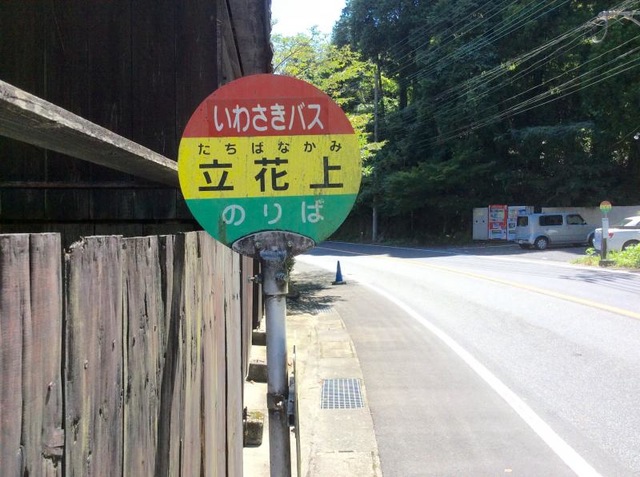 いわさきバス
たちばなかみ
立花上
のりば